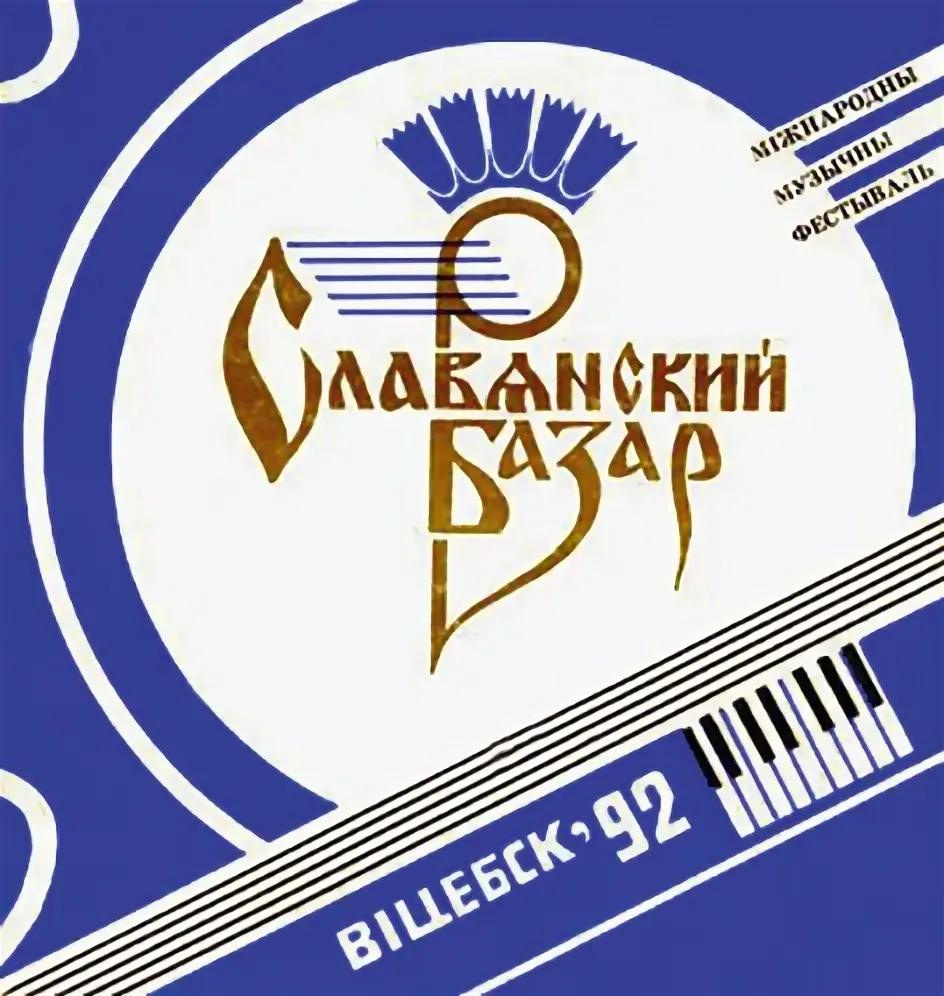 МІЖНАРОДНЫ
МУЗЫЧНЫ
ФЕСТЫВАЛЬ
Славянский
Базар
ВІЦЕБСК’92